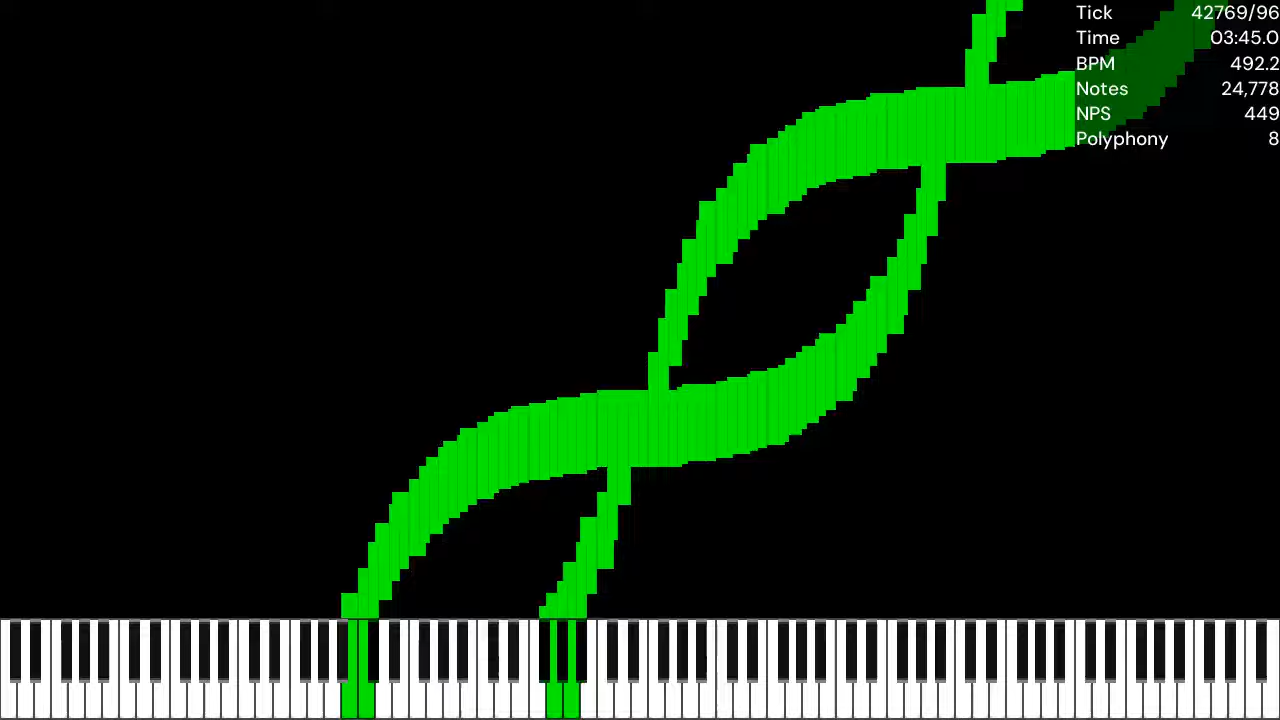 Tick 42769/96
Time 03:45.0
BPM 492.2
Notes 24,778
NPS 449
Polyphony 8